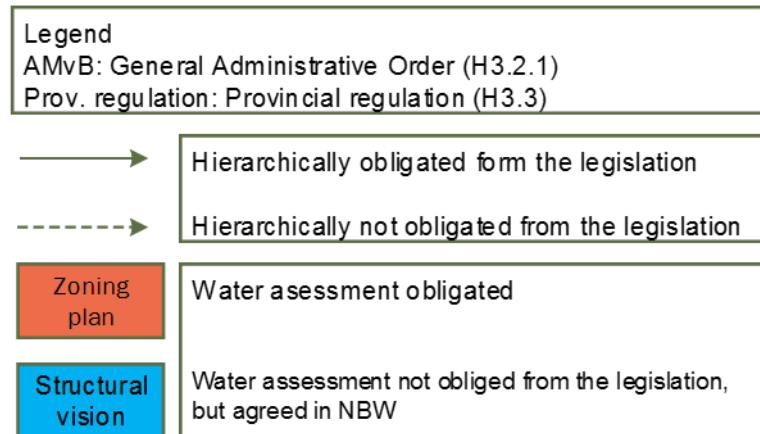 Legend
AMvB: General Administrative Order (H3.2.1)
Prov. regulation: Provincial regulation (H3.3)
Hierarchically obligated form the legislation
Hierarchically not obligated from the legislation
Zoning
plan
Water asessment obligated
Structural
vision
Water assessment not obliged from the legislation,
but agreed in NBW